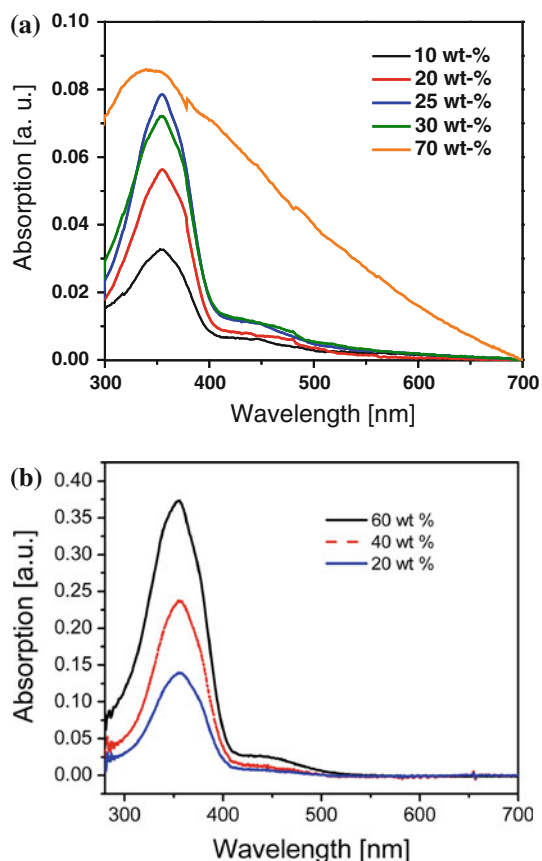 (a)
0.10
0.08
0.06
0.04
0.02
0.00
Absorption [a. u.]
10 wt-%
20 wt-%
25 wt-%
30 wt-%
70 wt-%
300 400 500 600 700
Wavelength [nm]
(b)
0.40
0.35
0.30
0.25
0.20
0.15
0.10
0.05
0.00
Absorption [a.u.]
60 wt %
40 wt %
20 wt %
300 400 500 600 700
Wavelength [nm]